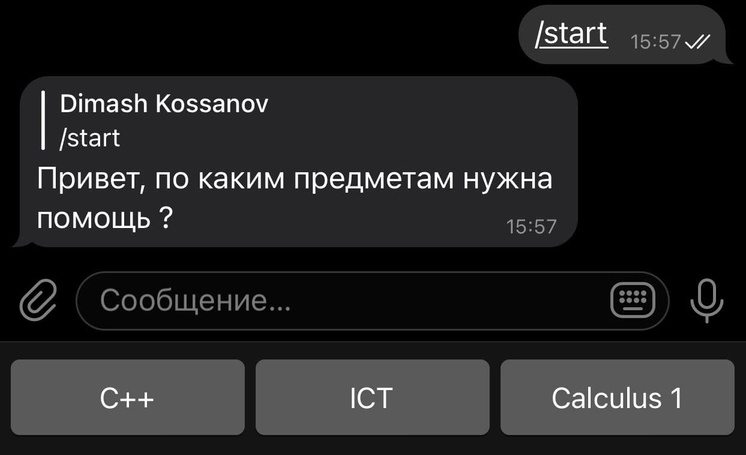 /start 15:57
Dimash Kossanov
/start
Привет, по каким предметам нужна
помощь ?
15:57
Сообщение...
C++ ICT Calculus 1